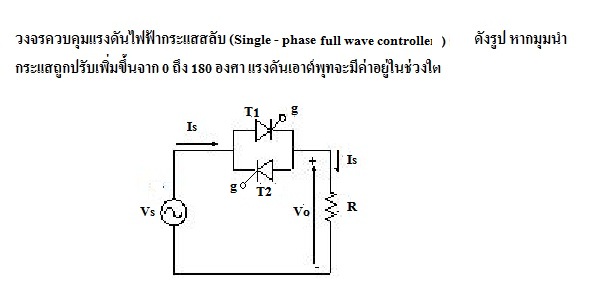 วงจรควบคุมแรงดันไฟฟ้ากระแสสลับ (Single - phase full wave controller ) ดังรูป หากมุมนำ
กระแสถูกปรับเพิ่มขึ้นจาก 0 ถึง 180 องศา แรงดันเอาต์พุทจะมีค่าอยู่ในช่วงใด
T1 g
Is
+ Is
g T2
Vs Vo R
-